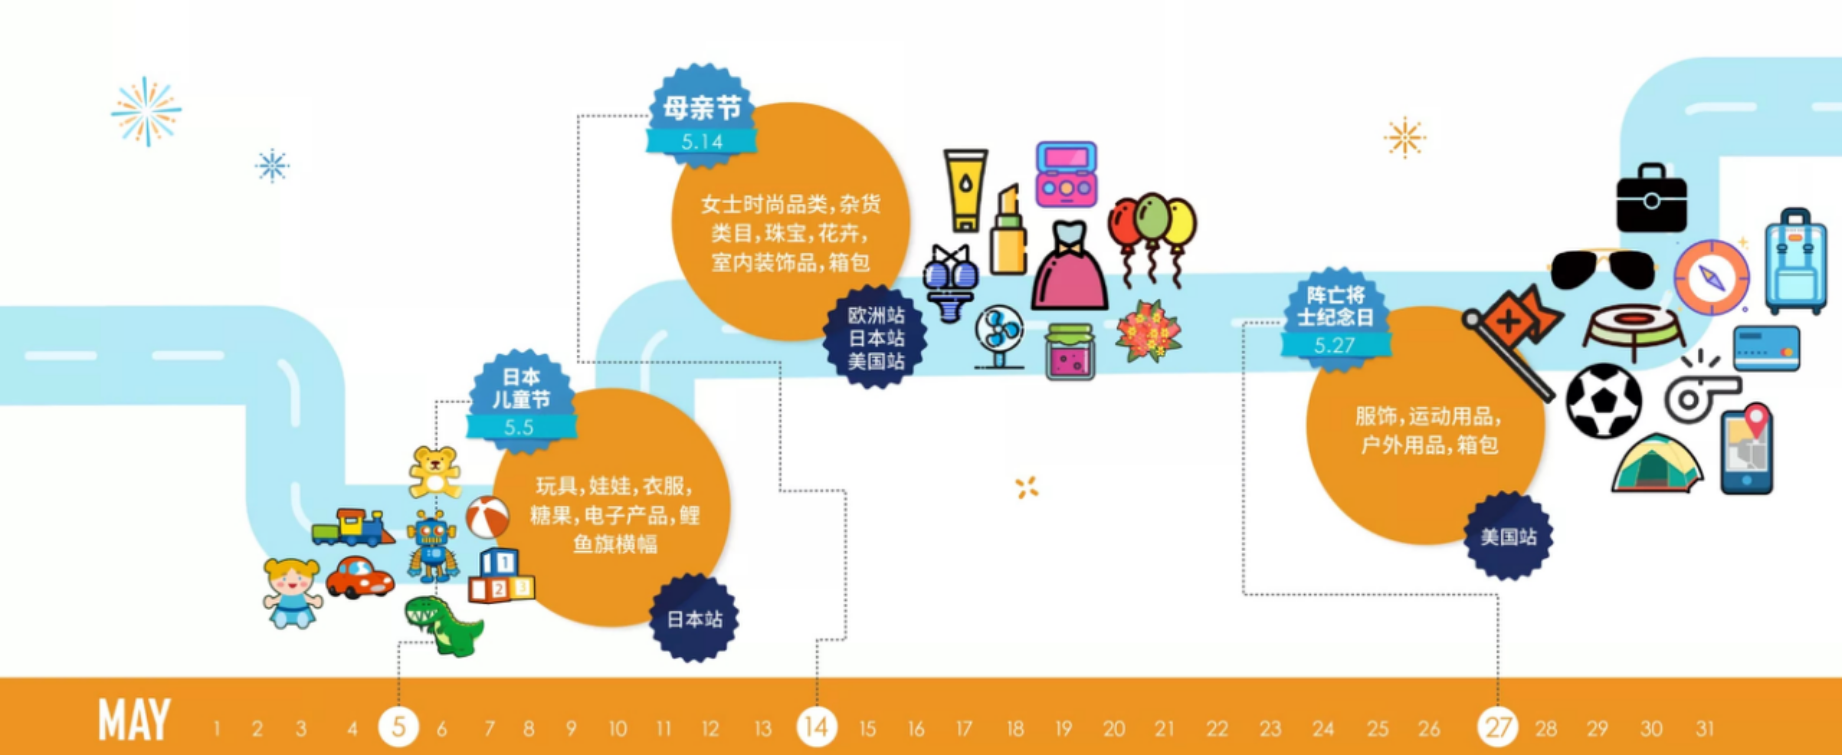 母亲节
5.14
女士时尚品类,杂货
类目,珠宝,花卉,
室内装饰品,箱包
欧洲站
日本站
美国站
日本
儿童节
5.5
玩具,娃娃,衣服,
糖果,电子产品,鲤
鱼旗横幅
日本站
阵亡将
士纪念日
5.27
服饰,运动用品,
户外用品,箱包
美国站
1
2
3
MAY 1 2 3 4 5 6 7 8 9 10 11 12 13 14 15 16 17 18 19 20 21 22 23 24 25 26 27 28 29 30 31